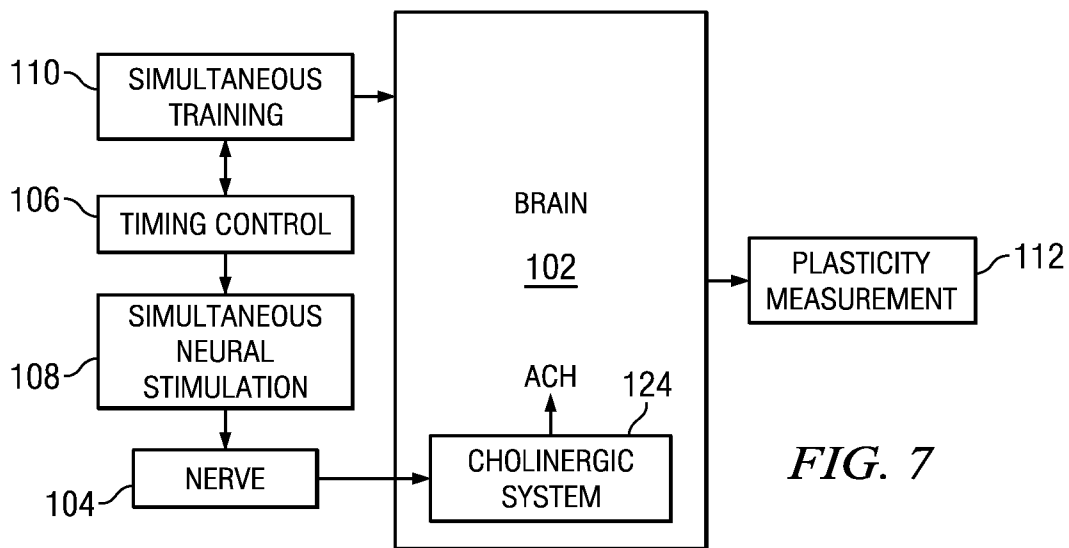 110
SIMULTANEOUS
TRAINING
106
TIMING CONTROL
108
SIMULTANEOUS
NEURAL
STIMULATION
104
NERVE
BRAIN
102
ACH
124
CHOLINERGIC
SYSTEM
PLASTICITY
MEASUREMENT
112
FIG. 7